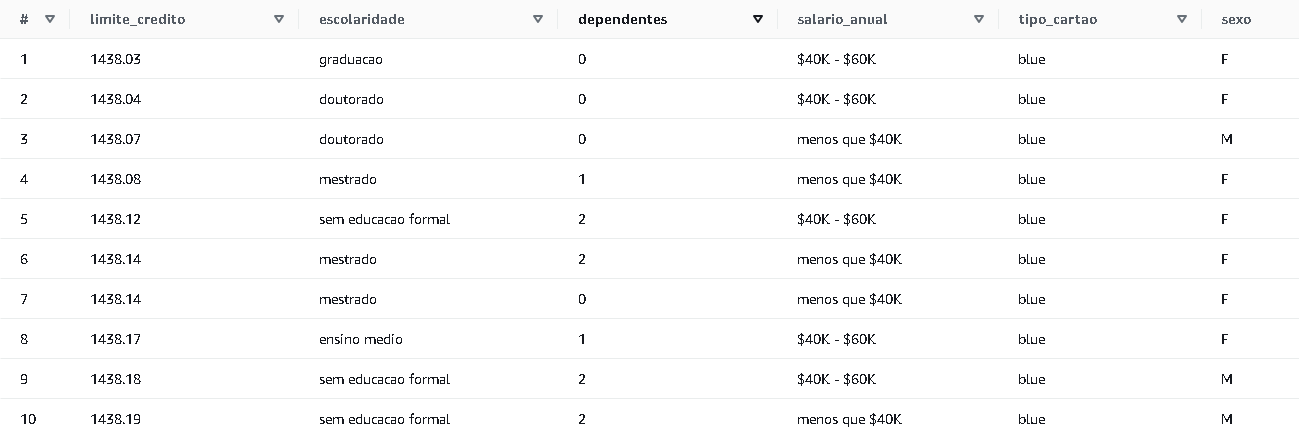 # limite_credito escolaridade dependentes salario_anual tipo_cartao sexo
1 1438.03 graduacao 0 $40K - $60K blue F
2 1438.04 doutorado 0 $40K - $60K blue F
3 1438.07 doutorado 0 menos que $40K blue M
4 1438.08 mestrado 1 menos que $40K blue F
5 1438.12 sem educacao formal 2 $40K - $60K blue F
6 1438.14 mestrado 2 menos que $40K blue F
7 1438.14 mestrado 0 menos que $40K blue F
8 1438.17 ensino medio 1 $40K - $60K blue F
9 1438.18 sem educacao formal 2 $40K - $60K blue M
10 1438.19 sem educacao formal 2 menos que $40K blue M